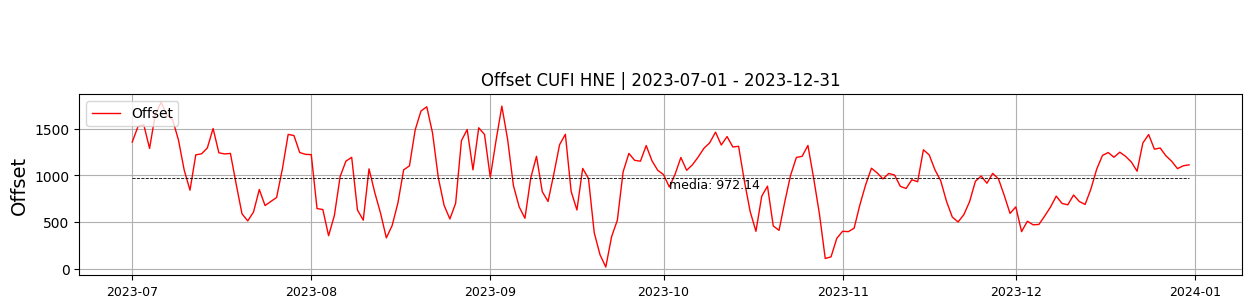 Offset CUFI HNE | 2023-07-01 - 2023-12-31
Offset
Offset
1500
1000
500
0
media: 972.14
2023-07 2023-08 2023-09 2023-10 2023-11 2023-12 2024-01